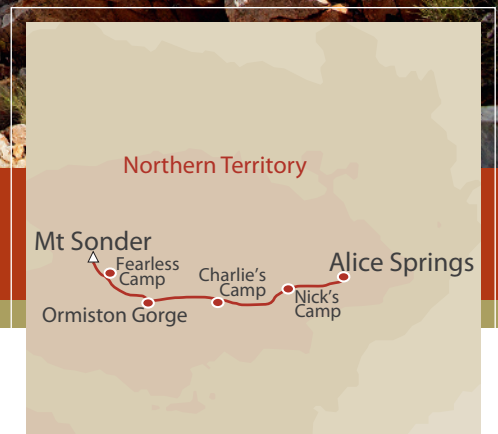 Northern Territory
Mt Sonder
Fearless
Camp
Charlie's
Camp
Alice Springs
Nick's
Camp
Ormiston Gorge